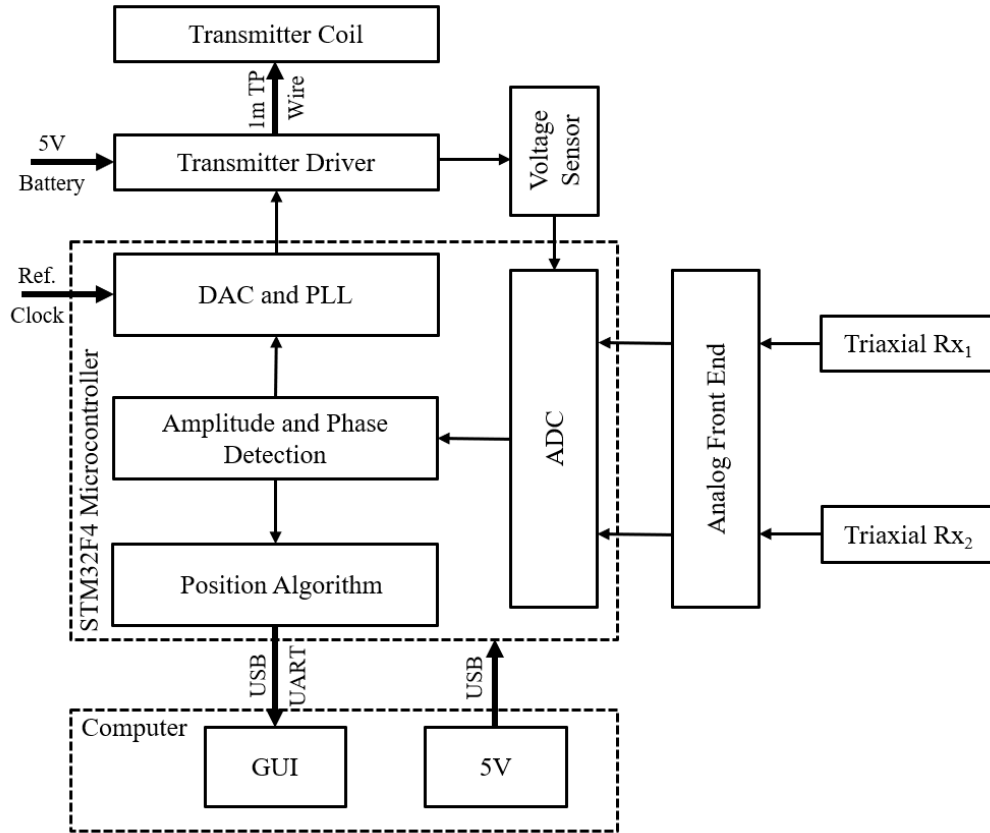 Transmitter Coil
1m TP
Wire
5V
Battery
Transmitter Driver
Voltage
Sensor
Ref.
Clock
DAC and PLL
STM32F4 Microcontroller
Amplitude and Phase
Detection
ADC
Analog Front End
Triaxial Rx₁
Triaxial Rx₂
Position Algorithm
USB
UART
USB
Computer
GUI
5V